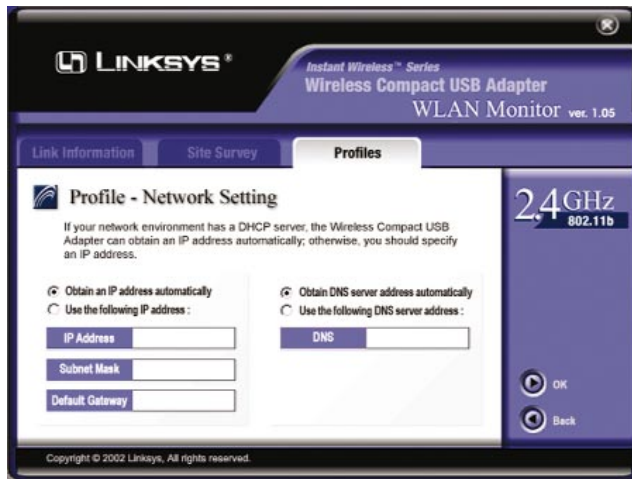 LINKSYS®
Instant Wireless™ Series
Wireless Compact USB Adapter
WLAN Monitor ver. 1.05
Link Information
Site Survey
Profiles
Profile - Network Setting
If your network environment has a DHCP server, the Wireless Compact USB
Adapter can obtain an IP address automatically; otherwise, you should specify
an IP address.
Obtain an IP address automatically
Use the following IP address :
IP Address
Subnet Mask
Default Gateway
Obtain DNS server address automatically
Use the following DNS server address :
DNS
2.4GHz
802.11b
OK
Back
Copyright © 2002 Linksys, All rights reserved.